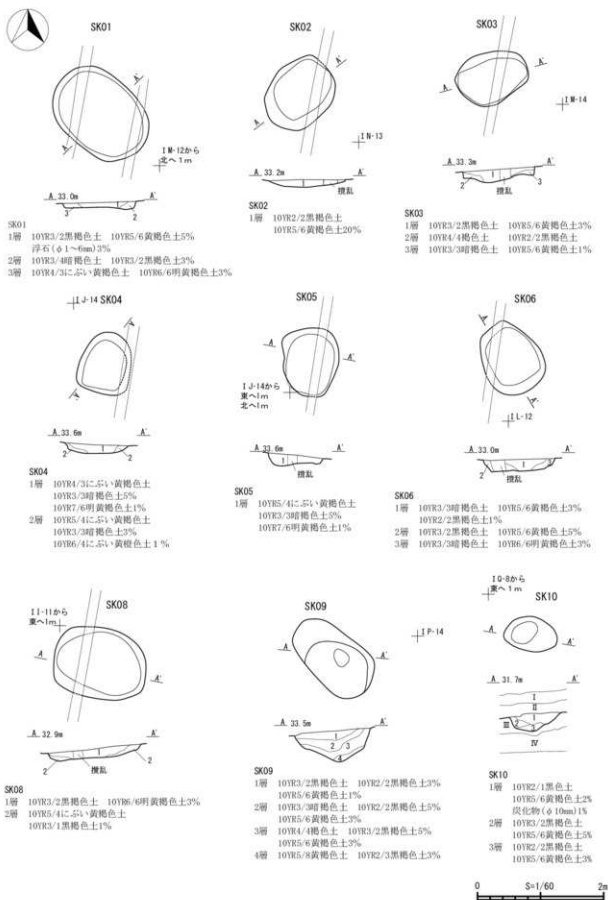 SK01
A
A'
I M-12から
北へ1m
A 33.0m A'
3 2
SK01
1層 10YR3/2黒褐色土 10YR5/6黄褐色土5%
浮石(φ1~6mm)3%
2層 10YR3/4暗褐色土 10YR3/2黒褐色土3%
3層 10YR4/3にぶい黄褐色土 10YR6/6明黄褐色土3%
SK02
A
A'
I N-13
A 33.2m A'
1
撹乱
SK02
1層 10YR2/2黒褐色土
10YR5/6黄褐色土20%
SK03
A
A'
I M-14
A 33.3m A'
1
2 3
撹乱
SK03
1層 10YR3/2黒褐色土 10YR5/6黄褐色土3%
2層 10YR4/4褐色土 10YR2/2黒褐色土
3層 10YR3/3暗褐色土 10YR5/6黄褐色土1%
I J-14 SK04
A
A'
A 33.6m A'
1
2 2
SK04
1層 10YR4/3にぶい黄褐色土
10YR3/3暗褐色土5%
10YR7/6明黄褐色土1%
2層 10YR5/4にぶい黄褐色土
10YR3/3暗褐色土3%
10YR6/4にぶい黄橙色土1%
SK05
A
A'
I J-14から
東へ1m
北へ1m
A 33.6m A'
1
撹乱
SK05
1層 10YR5/4にぶい黄褐色土
10YR3/3暗褐色土5%
10YR7/6明黄褐色土1%
SK06
A
A'
I L-12
A 33.0m A'
2 1 3
撹乱
SK06
1層 10YR3/3暗褐色土 10YR5/6黄褐色土3%
10YR2/2黒褐色土1%
2層 10YR3/2黒褐色土 10YR5/6黄褐色土5%
3層 10YR3/3暗褐色土 10YR6/6明黄褐色土3%
I I-11から
東へ1m
SK08
A
A'
A 32.9m A'
1
2 2
撹乱
SK08
1層 10YR3/2黒褐色土 10YR6/6明黄褐色土3%
2層 10YR5/4にぶい黄褐色土
10YR3/1黒褐色土1%
SK09
A
A'
I P-14
A 33.5m A'
1
2 3
4
SK09
1層 10YR3/2黒褐色土 10YR2/2黒褐色土3%
10YR5/6黄褐色土1%
2層 10YR3/3暗褐色土 10YR2/2黒褐色土5%
10YR5/6黄褐色土3%
3層 10YR4/4褐色土 10YR3/2黒褐色土5%
10YR5/6黄褐色土3%
4層 10YR5/8黄褐色土 10YR2/3黒褐色土3%
I Q-8から
東へ1m
SK10
A
A'
A 31.7m A'
Ⅰ
Ⅱ
1
Ⅲ 2
3
Ⅳ
SK10
1層 10YR2/1黒色土
10YR5/6黄褐色土2%
炭化物(φ10mm)1%
2層 10YR3/2黒褐色土
10YR5/6黄褐色土5%
3層 10YR2/2黒褐色土
10YR5/6黄褐色土3%
0 S=1/60 2m